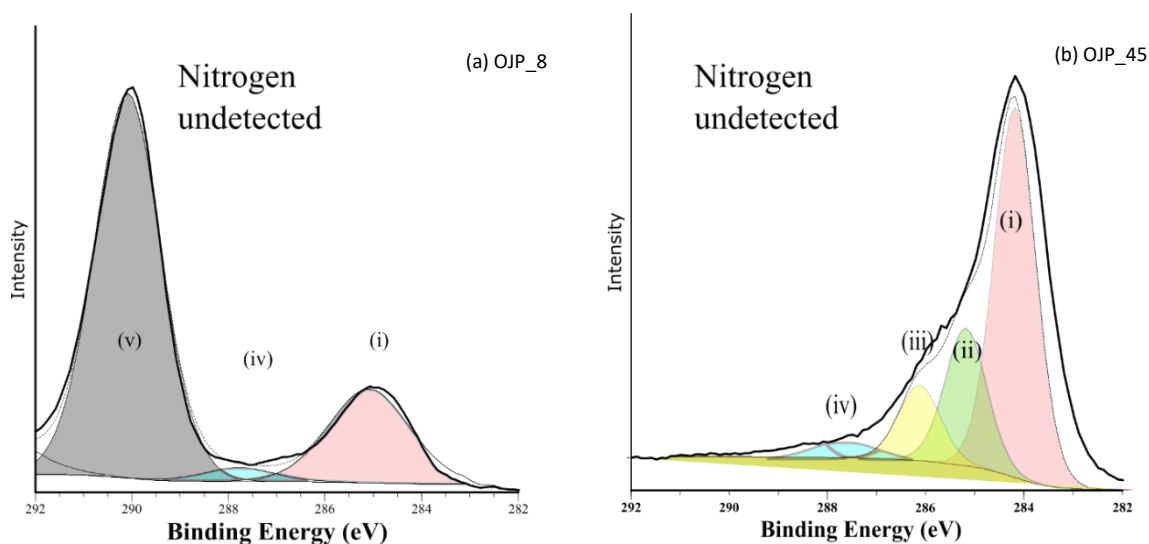 (a) OJP_8
Nitrogen
undetected
(v)
(iv)
(i)
Intensity
292 290 288 286 284 282
Binding Energy (eV)
(b) OJP_45
Nitrogen
undetected
(i)
(iii)
(ii)
(iv)
Intensity
292 290 288 286 284 282
Binding Energy (eV)